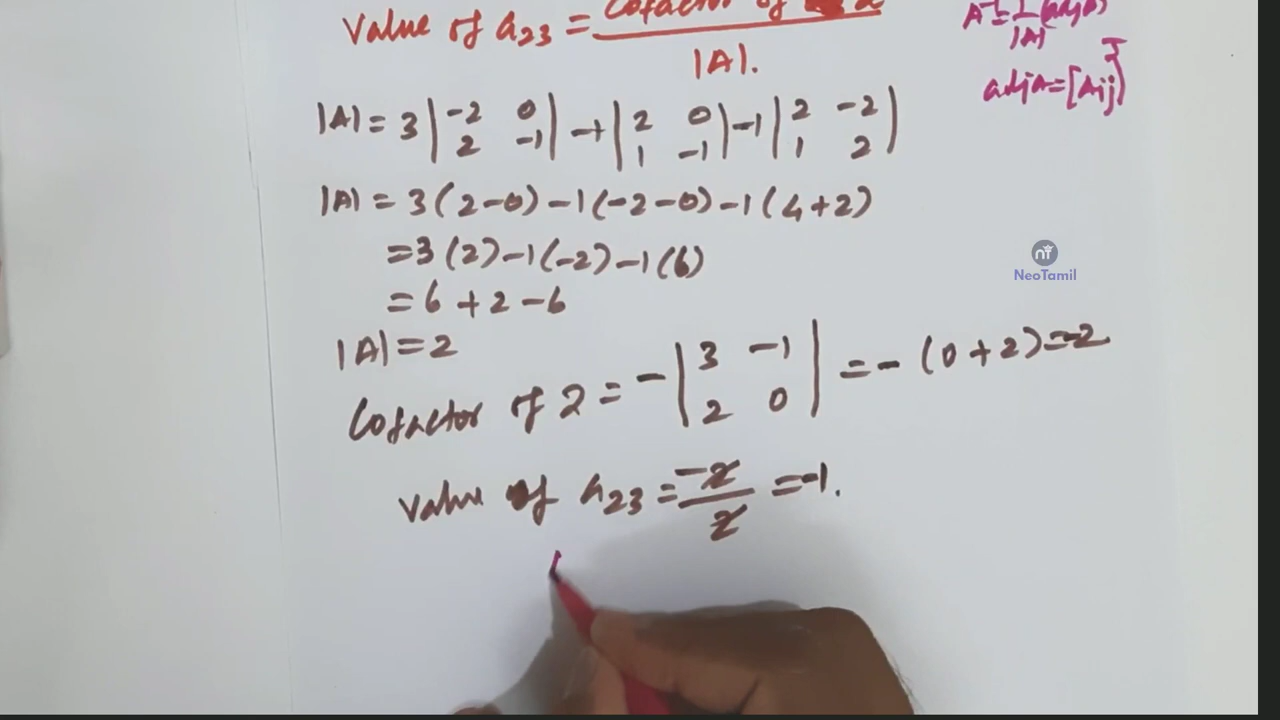 Value of a₂₃ = Cofactor of 2 / |A|.
A⁻¹ = 1/|A| (adj A)
adj A = [Aij]ᵀ
|A| = 3 |-2 0; 2 -1| -1 |2 0; 1 -1| -1 |2 -2; 1 2|
|A| = 3(2-0) -1(-2-0) -1(4+2)
= 3(2) -1(-2) -1(6)
= 6 + 2 - 6
|A| = 2
Cofactor of 2 = - |3 -1; 2 0| = -(0+2) = -2
Value of a₂₃ = -2/2 = -1.
NeoTamil